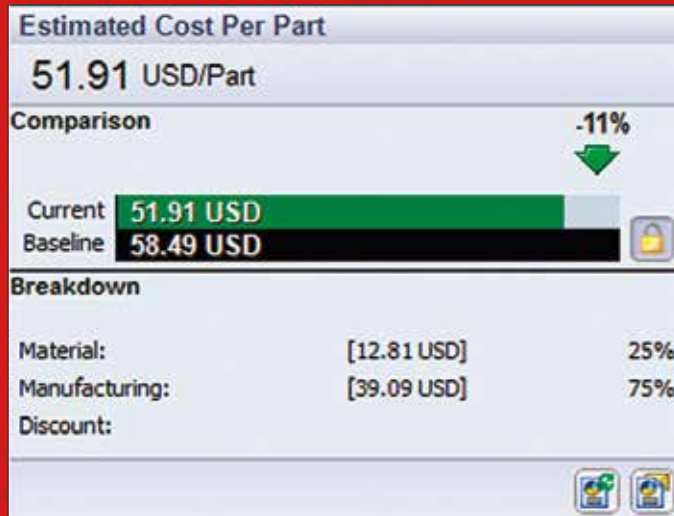 Estimated Cost Per Part
51.91 USD/Part
Comparison -11%
Current 51.91 USD
Baseline 58.49 USD
Breakdown
Material: [12.81 USD] 25%
Manufacturing: [39.09 USD] 75%
Discount: